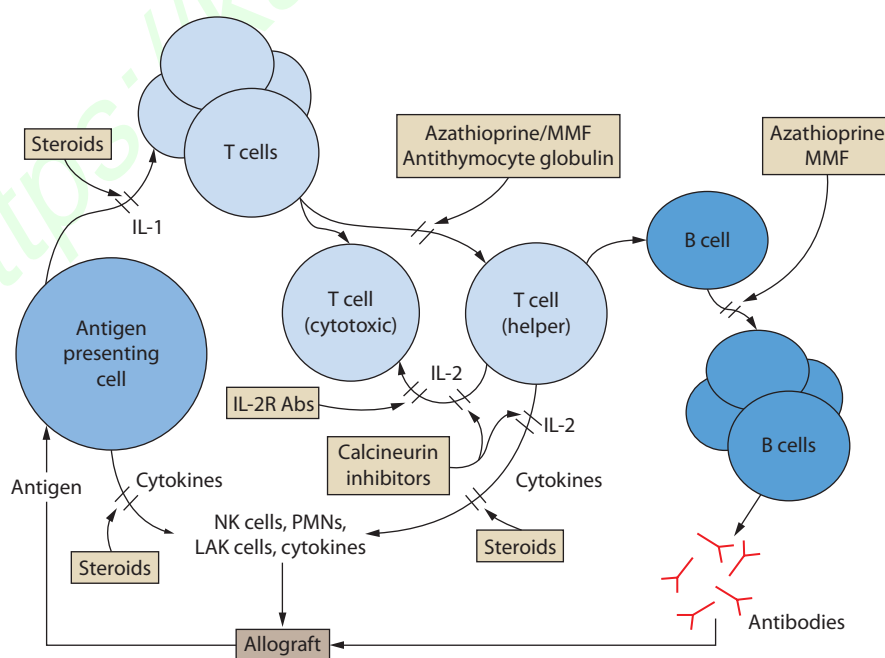 ttps://k
Steroids
T cells
Azathioprine/MMF
Antithymocyte globulin
Azathioprine
MMF
IL-1
B cell
T cell
(cytotoxic)
T cell
(helper)
Antigen
presenting
cell
IL-2
IL-2R Abs
IL-2
Calcineurin
inhibitors
B cells
Antigen
Cytokines
Cytokines
NK cells, PMNs,
LAK cells, cytokines
Steroids
Steroids
Antibodies
Allograft